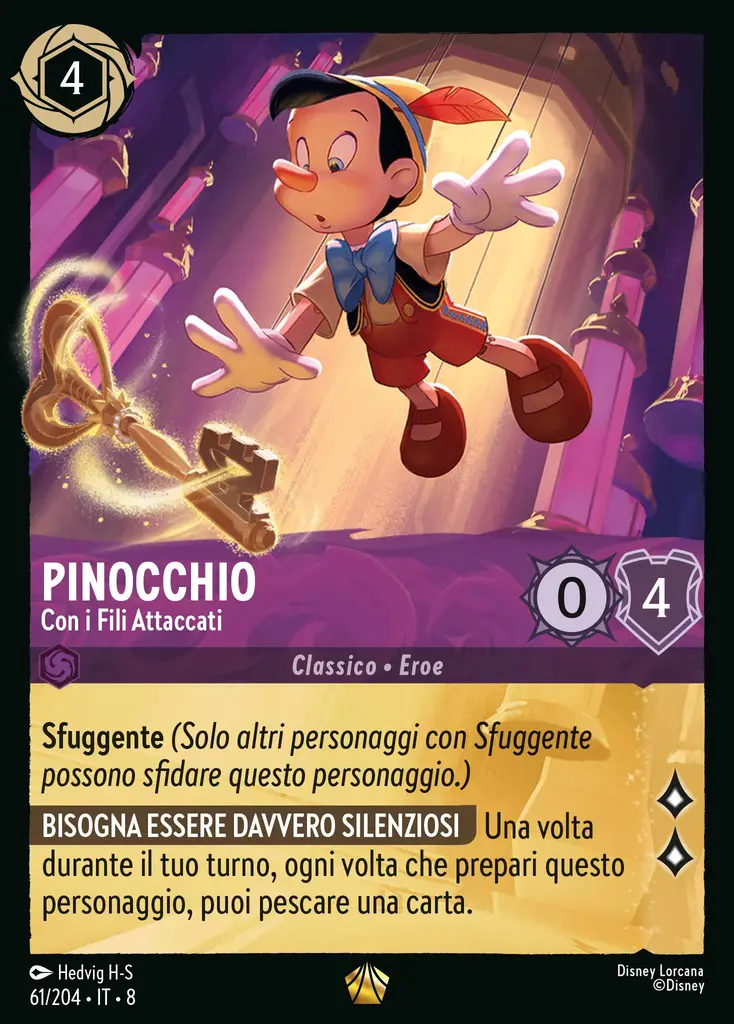 4
PINOCCHIO
Con i Fili Attaccati
0
4
Classico • Eroe
Sfuggente (Solo altri personaggi con Sfuggente
possono sfidare questo personaggio.)
BISOGNA ESSERE DAVVERO SILENZIOSI Una volta
durante il tuo turno, ogni volta che prepari questo
personaggio, puoi pescare una carta.
Hedvig H-S
61/204 • IT • 8
Disney Lorcana
©Disney